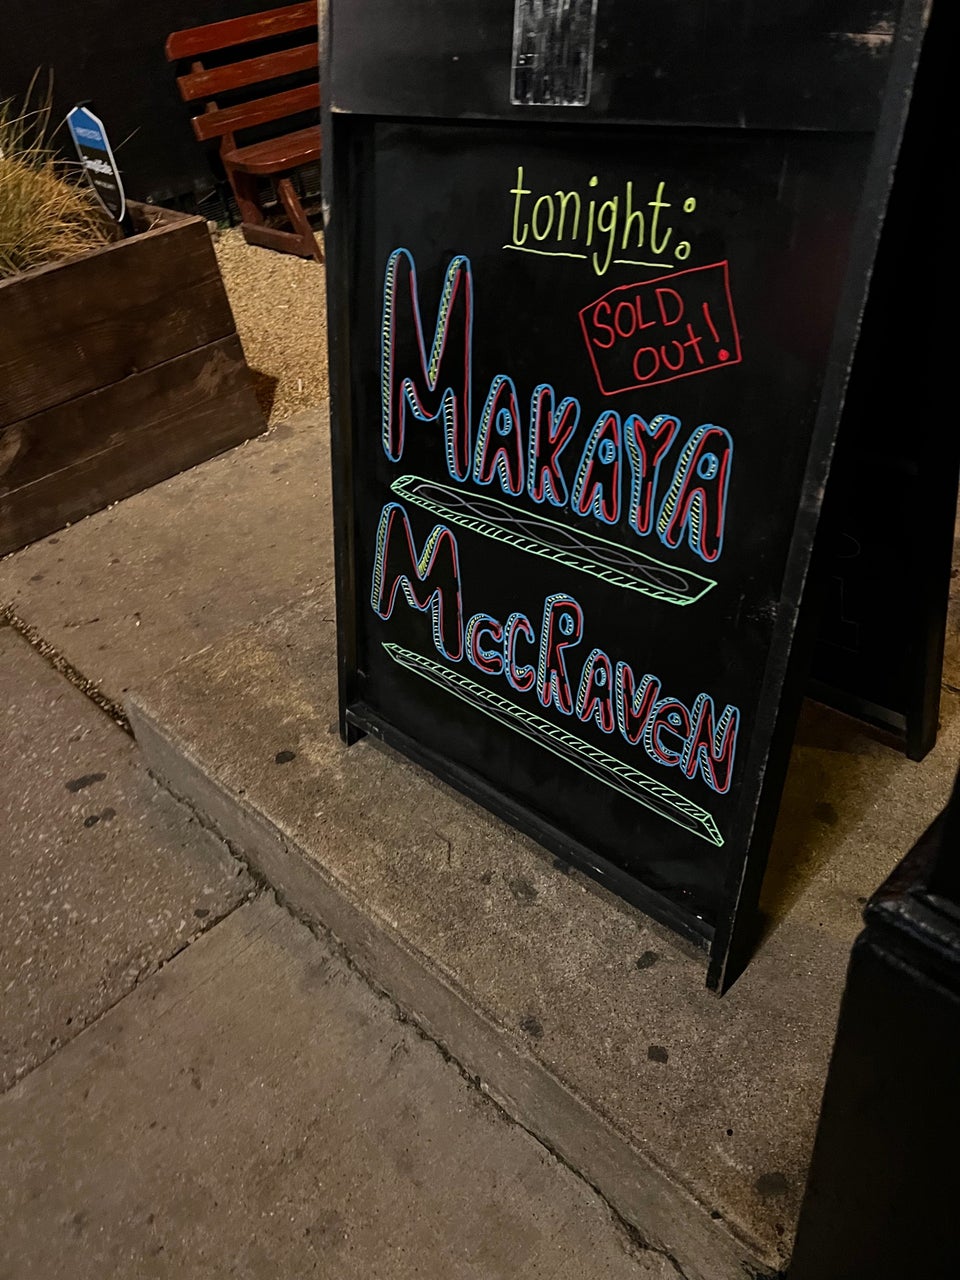 tonight:
SOLD
OUT!
MAKAYA
McCRAVEN